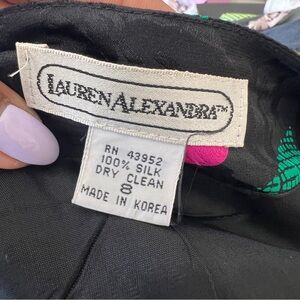 LAUREN ALEXANDRA™
RN 43952
100% SILK
DRY CLEAN
8
MADE IN KOREA